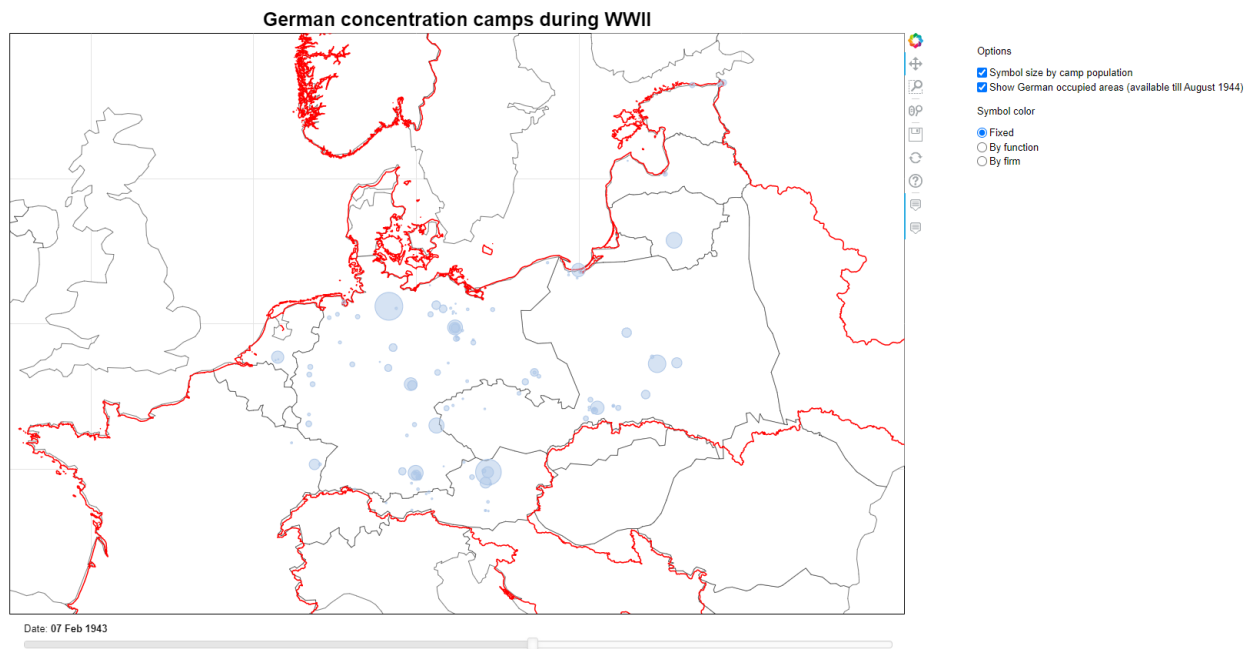 German concentration camps during WWII
Options
Symbol size by camp population
Show German occupied areas (available till August 1944)
Symbol color
Fixed
By function
By firm
Date: 07 Feb 1943